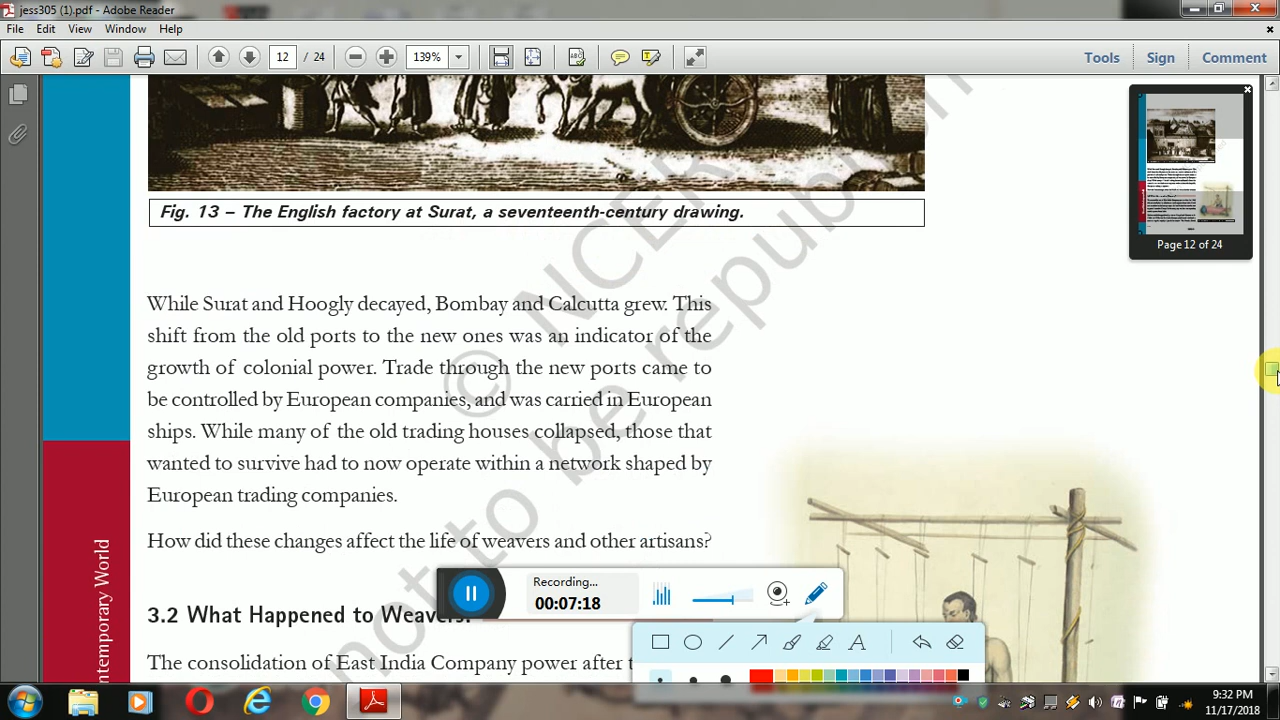 jess305 (1).pdf - Adobe Reader
File Edit View Window Help
12 / 24 139% Tools Sign Comment
Page 12 of 24
Fig. 13 – The English factory at Surat, a seventeenth-century drawing.
While Surat and Hoogly decayed, Bombay and Calcutta grew. This
shift from the old ports to the new ones was an indicator of the
growth of colonial power. Trade through the new ports came to
be controlled by European companies, and was carried in European
ships. While many of the old trading houses collapsed, those that
wanted to survive had to now operate within a network shaped by
European trading companies.
How did these changes affect the life of weavers and other artisans?
3.2 What Happened to Weavers?
The consolidation of East India Company power after
ntemporary World
© NCER
not to be republication
Recording...
00:07:18
A
9:32 PM
11/17/2018